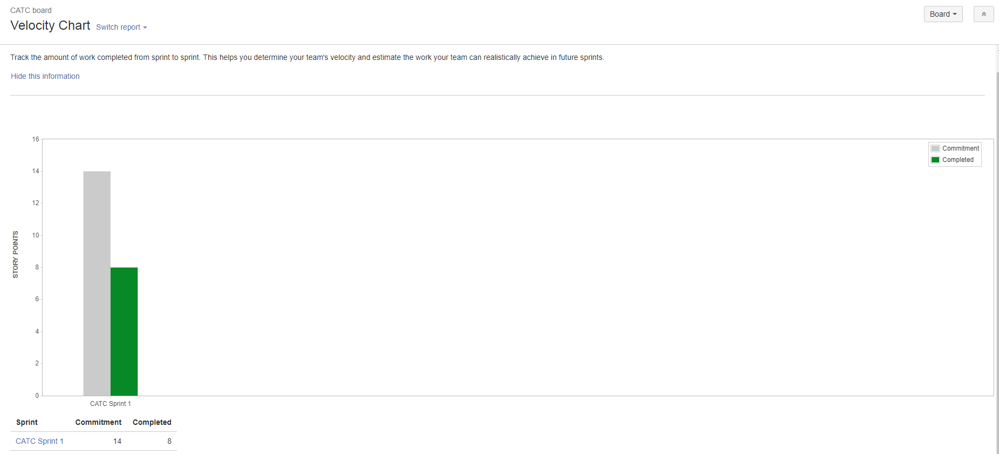 CATC board
Velocity Chart Switch report
Board
Track the amount of work completed from sprint to sprint. This helps you determine your team's velocity and estimate the work your team can realistically achieve in future sprints.
Hide this information
16
14
12
10
8
6
4
2
0
STORY POINTS
Commitment
Completed
CATC Sprint 1
Sprint Commitment Completed
CATC Sprint 1 14 8